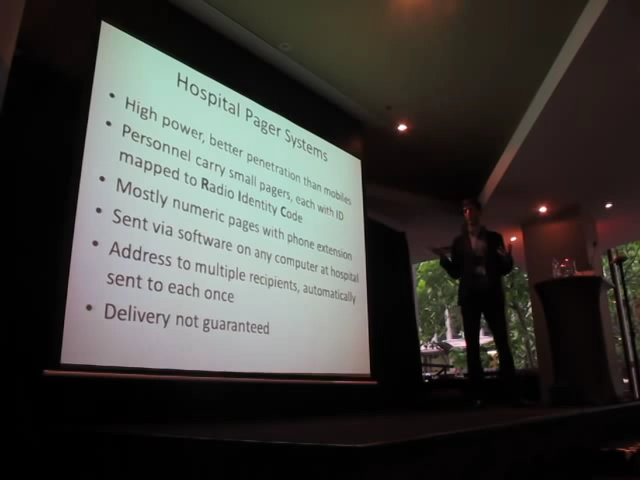 Hospital Pager Systems
• High power, better penetration than mobiles
• Personnel carry small pagers, each with ID
mapped to Radio Identity Code
• Mostly numeric pages with phone extension
• Sent via software on any computer at hospital
• Address to multiple recipients, automatically
sent to each once
• Delivery not guaranteed